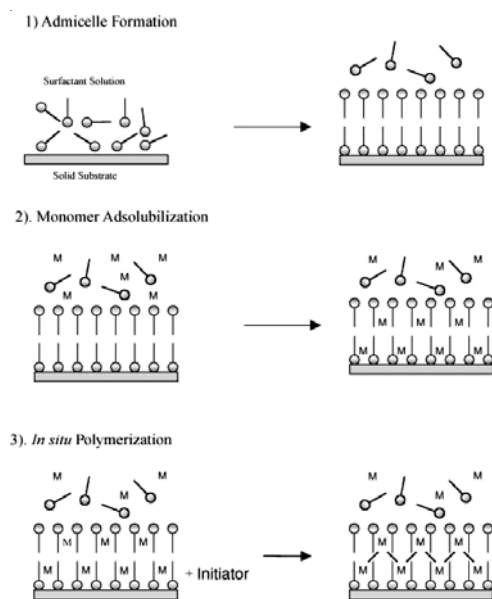 1) Admicelle Formation
Surfactant Solution
Solid Substrate
2). Monomer Adsolubilization
M M M
M
M M
M M
M
M M M
M M M M
3). In situ Polymerization
M M
M
M M M
M M M M
+ Initiator
M M
M
M M M
M M M M